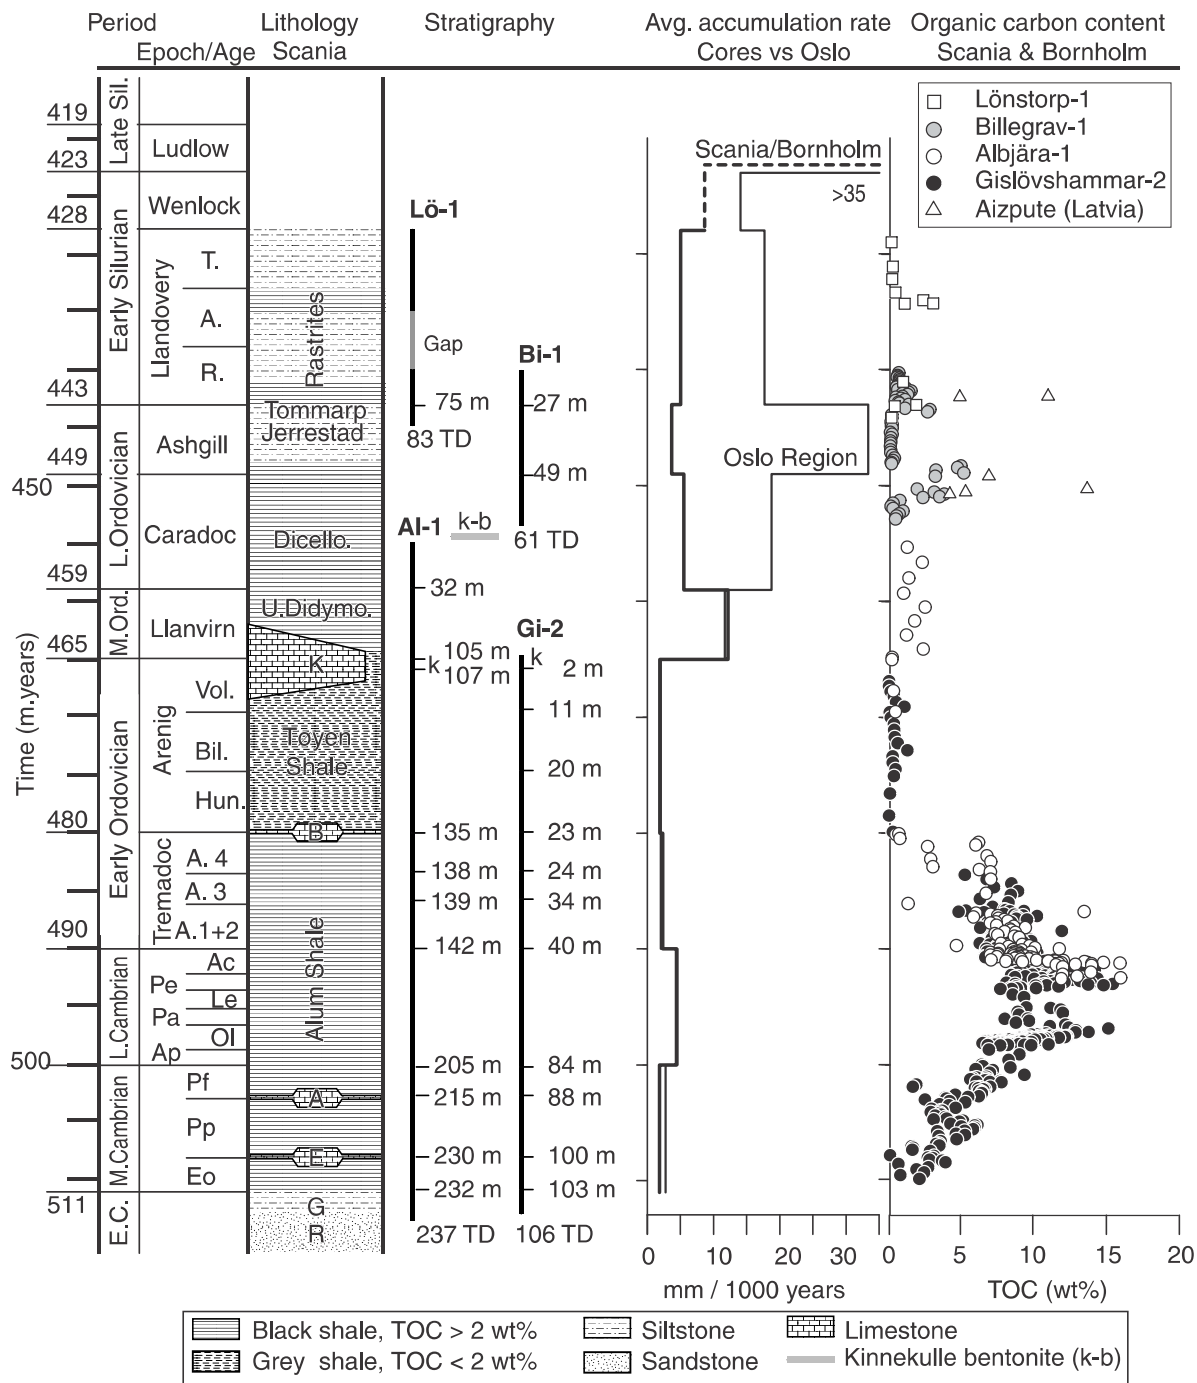 Period
Lithology
Stratigraphy
Avg. accumulation rate
Organic carbon content
Epoch/Age
Scania
Cores vs Oslo
Scania & Bornholm
Time (m.years)
419
423
428
443
449
450
459
465
480
490
500
511
Late Sil.
Early Silurian
L.Ordovician
M.Ord.
Early Ordovician
L.Cambrian
M.Cambrian
E.C.
Ludlow
Wenlock
Llandovery
T.
A.
R.
Ashgill
Caradoc
Llanvirn
Arenig
Vol.
Bil.
Hun.
Tremadoc
A. 4
A. 3
A.1+2
Ac
Pe
Le
Pa
Ol
Ap
Pf
Pp
Eo
Rastrites
Tommarp
Jerrestad
Dicello.
U.Didymo.
K
Toyen
Shale
B
Alum Shale
A
E
G
R
Lö-1
Gap
75 m
83 TD
Bi-1
27 m
49 m
61 TD
k-b
Al-1
32 m
105 m
k
107 m
135 m
138 m
139 m
142 m
205 m
215 m
230 m
232 m
237 TD
Gi-2
k
2 m
11 m
20 m
23 m
24 m
34 m
40 m
84 m
88 m
100 m
103 m
106 TD
Scania/Bornholm
>35
Oslo Region
0 10 20 30
mm / 1000 years
Lönstorp-1
Billegrav-1
Albjära-1
Gislövshammar-2
Aizpute (Latvia)
0 5 10 15 20
TOC (wt%)
Black shale, TOC > 2 wt%
Siltstone
Limestone
Grey shale, TOC < 2 wt%
Sandstone
Kinnekulle bentonite (k-b)